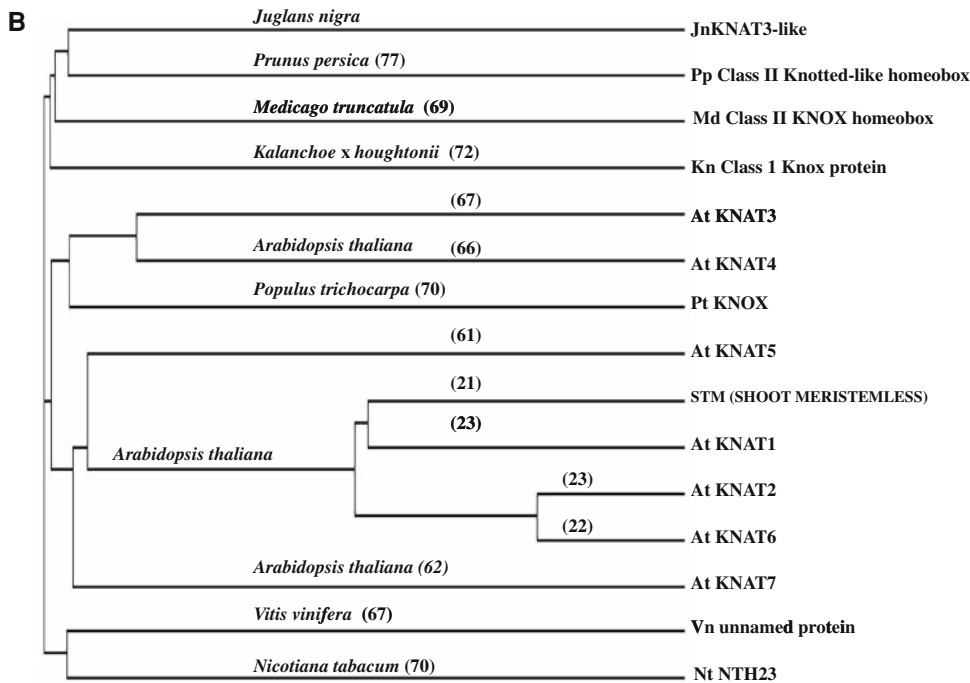 B
Juglans nigra
JnKNAT3-like
Prunus persica (77)
Pp Class II Knotted-like homeobox
Medicago truncatula (69)
Md Class II KNOX homeobox
Kalanchoe x houghtonii (72)
Kn Class 1 Knox protein
(67)
At KNAT3
Arabidopsis thaliana (66)
At KNAT4
Populus trichocarpa (70)
Pt KNOX
(61)
At KNAT5
(21)
STM (SHOOT MERISTEMLESS)
(23)
At KNAT1
Arabidopsis thaliana
(23)
At KNAT2
(22)
At KNAT6
Arabidopsis thaliana (62)
At KNAT7
Vitis vinifera (67)
Vn unnamed protein
Nicotiana tabacum (70)
Nt NTH23